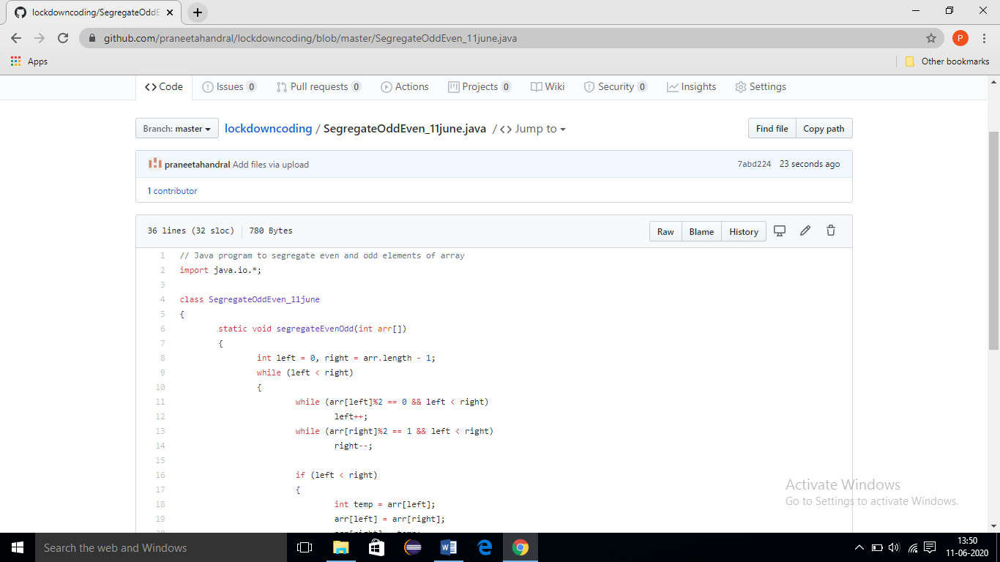 lockdowncoding/SegregateOddE
github.com/praneetahandral/lockdowncoding/blob/master/SegregateOddEven_11june.java
P
Apps
Other bookmarks
Code
Issues 0
Pull requests 0
Actions
Projects 0
Wiki
Security 0
Insights
Settings
Branch: master
lockdowncoding / SegregateOddEven_11june.java / <> Jump to
Find file
Copy path
praneetahandral Add files via upload
7abd224 23 seconds ago
1 contributor
36 lines (32 sloc) 780 Bytes
Raw
Blame
History
1 // Java program to segregate even and odd elements of array
2 import java.io.*;
3
4 class SegregateOddEven_11june
5 {
6 static void segregateEvenOdd(int arr[])
7 {
8 int left = 0, right = arr.length - 1;
9 while (left < right)
10 {
11 while (arr[left]%2 == 0 && left < right)
12 left++;
13 while (arr[right]%2 == 1 && left < right)
14 right--;
15
16 if (left < right)
17 {
18 int temp = arr[left];
19 arr[left] = arr[right];
Activate Windows
Go to Settings to activate Windows.
Search the web and Windows
13:50
11-06-2020